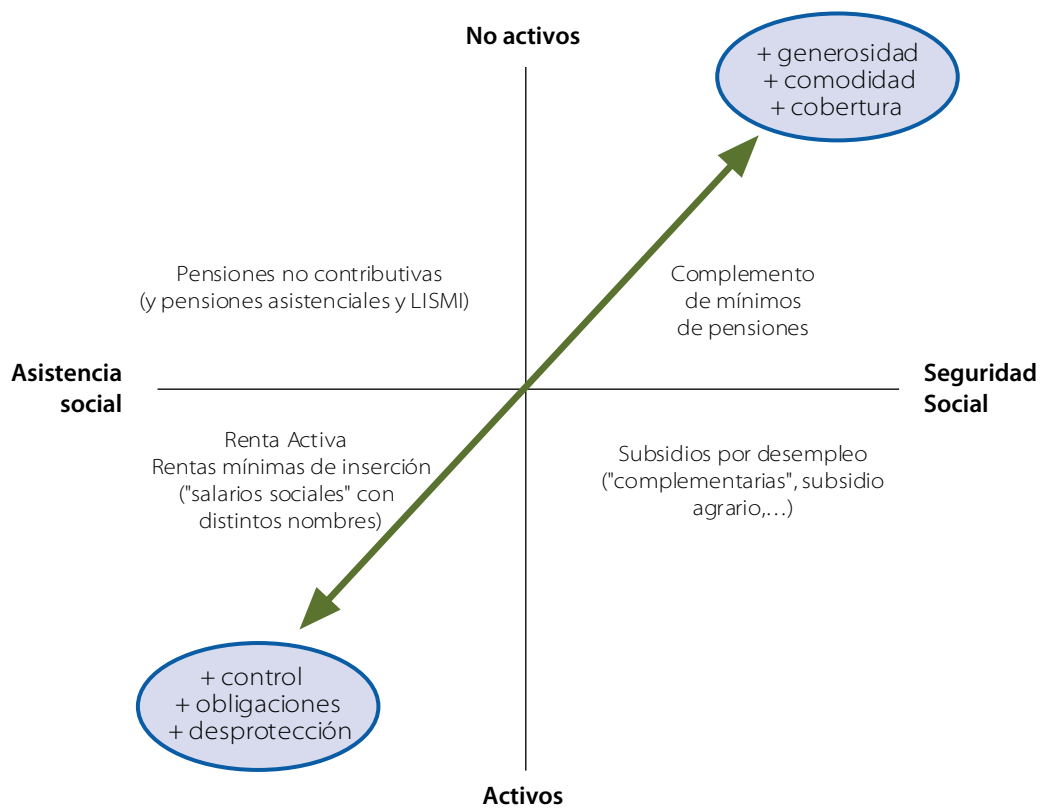 No activos
+ generosidad
+ comodidad
+ cobertura
Pensiones no contributivas
(y pensiones asistenciales y LISMI)
Complemento
de mínimos
de pensiones
Asistencia
social
Seguridad
Social
Renta Activa
Rentas mínimas de inserción
("salarios sociales" con
distintos nombres)
Subsidios por desempleo
("complementarias", subsidio
agrario,…)
+ control
+ obligaciones
+ desprotección
Activos